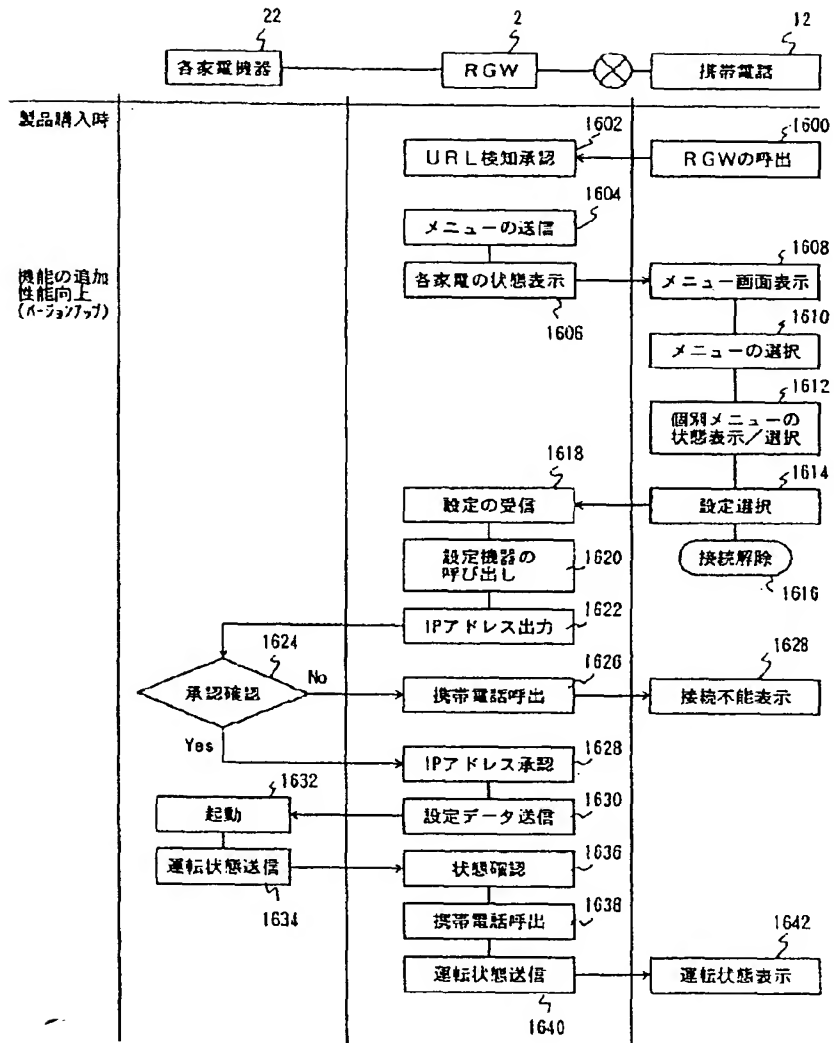 22
2
12
各家電機器
RGW
携帯電話
製品購入時
1602
1600
URL検知承認
RGWの呼出
1604
メニューの送信
1608
機能の追加
性能向上
(バージョンアップ)
各家電の状態表示
メニュー画面表示
1606
1610
メニューの選択
1612
個別メニューの
状態表示/選択
1618
1614
設定の受信
設定選択
設定機器の
呼び出し
1620
接続解除
1616
1622
IPアドレス出力
1624
1626
1628
承認確認
No
携帯電話呼出
接続不能表示
Yes
1628
IPアドレス承認
1632
起動
設定データ送信
1630
運転状態送信
状態確認
1636
1634
1638
携帯電話呼出
1642
運転状態送信
運転状態表示
1640